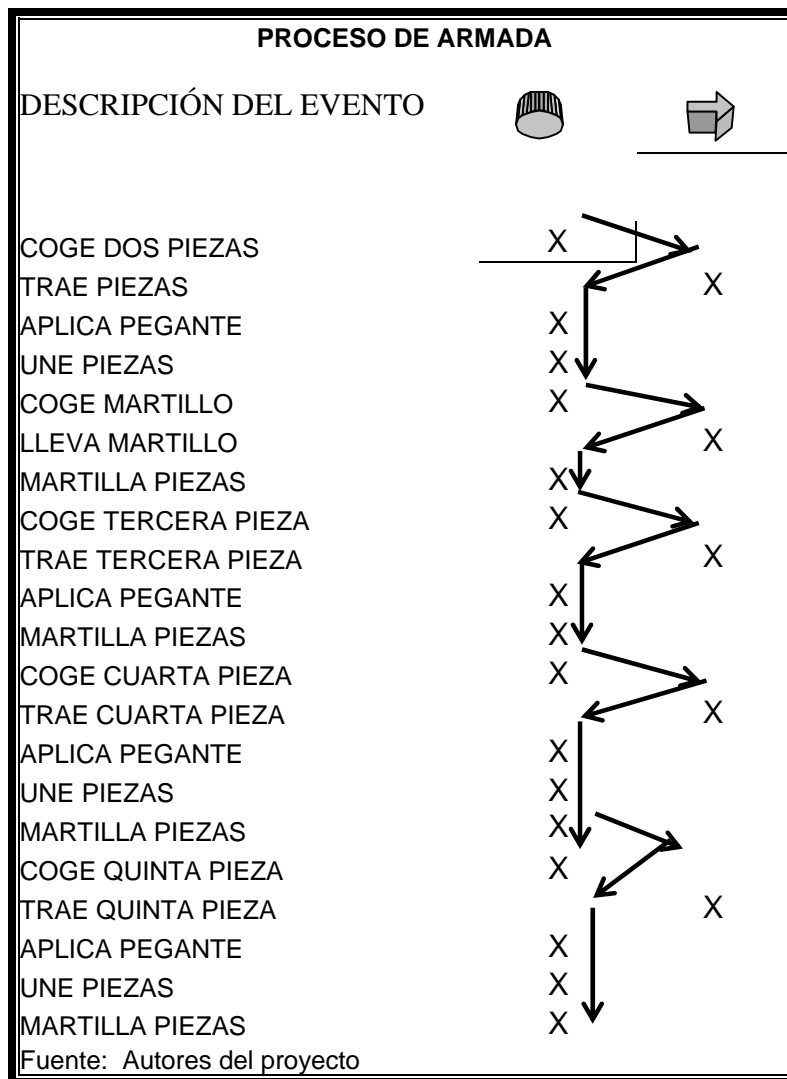 PROCESO DE ARMADA
DESCRIPCIÓN DEL EVENTO
COGE DOS PIEZAS X
TRAE PIEZAS X
APLICA PEGANTE X
UNE PIEZAS X
COGE MARTILLO X
LLEVA MARTILLO X
MARTILLA PIEZAS X
COGE TERCERA PIEZA X
TRAE TERCERA PIEZA X
APLICA PEGANTE X
MARTILLA PIEZAS X
COGE CUARTA PIEZA X
TRAE CUARTA PIEZA X
APLICA PEGANTE X
UNE PIEZAS X
MARTILLA PIEZAS X
COGE QUINTA PIEZA X
TRAE QUINTA PIEZA X
APLICA PEGANTE X
UNE PIEZAS X
MARTILLA PIEZAS X
Fuente: Autores del proyecto